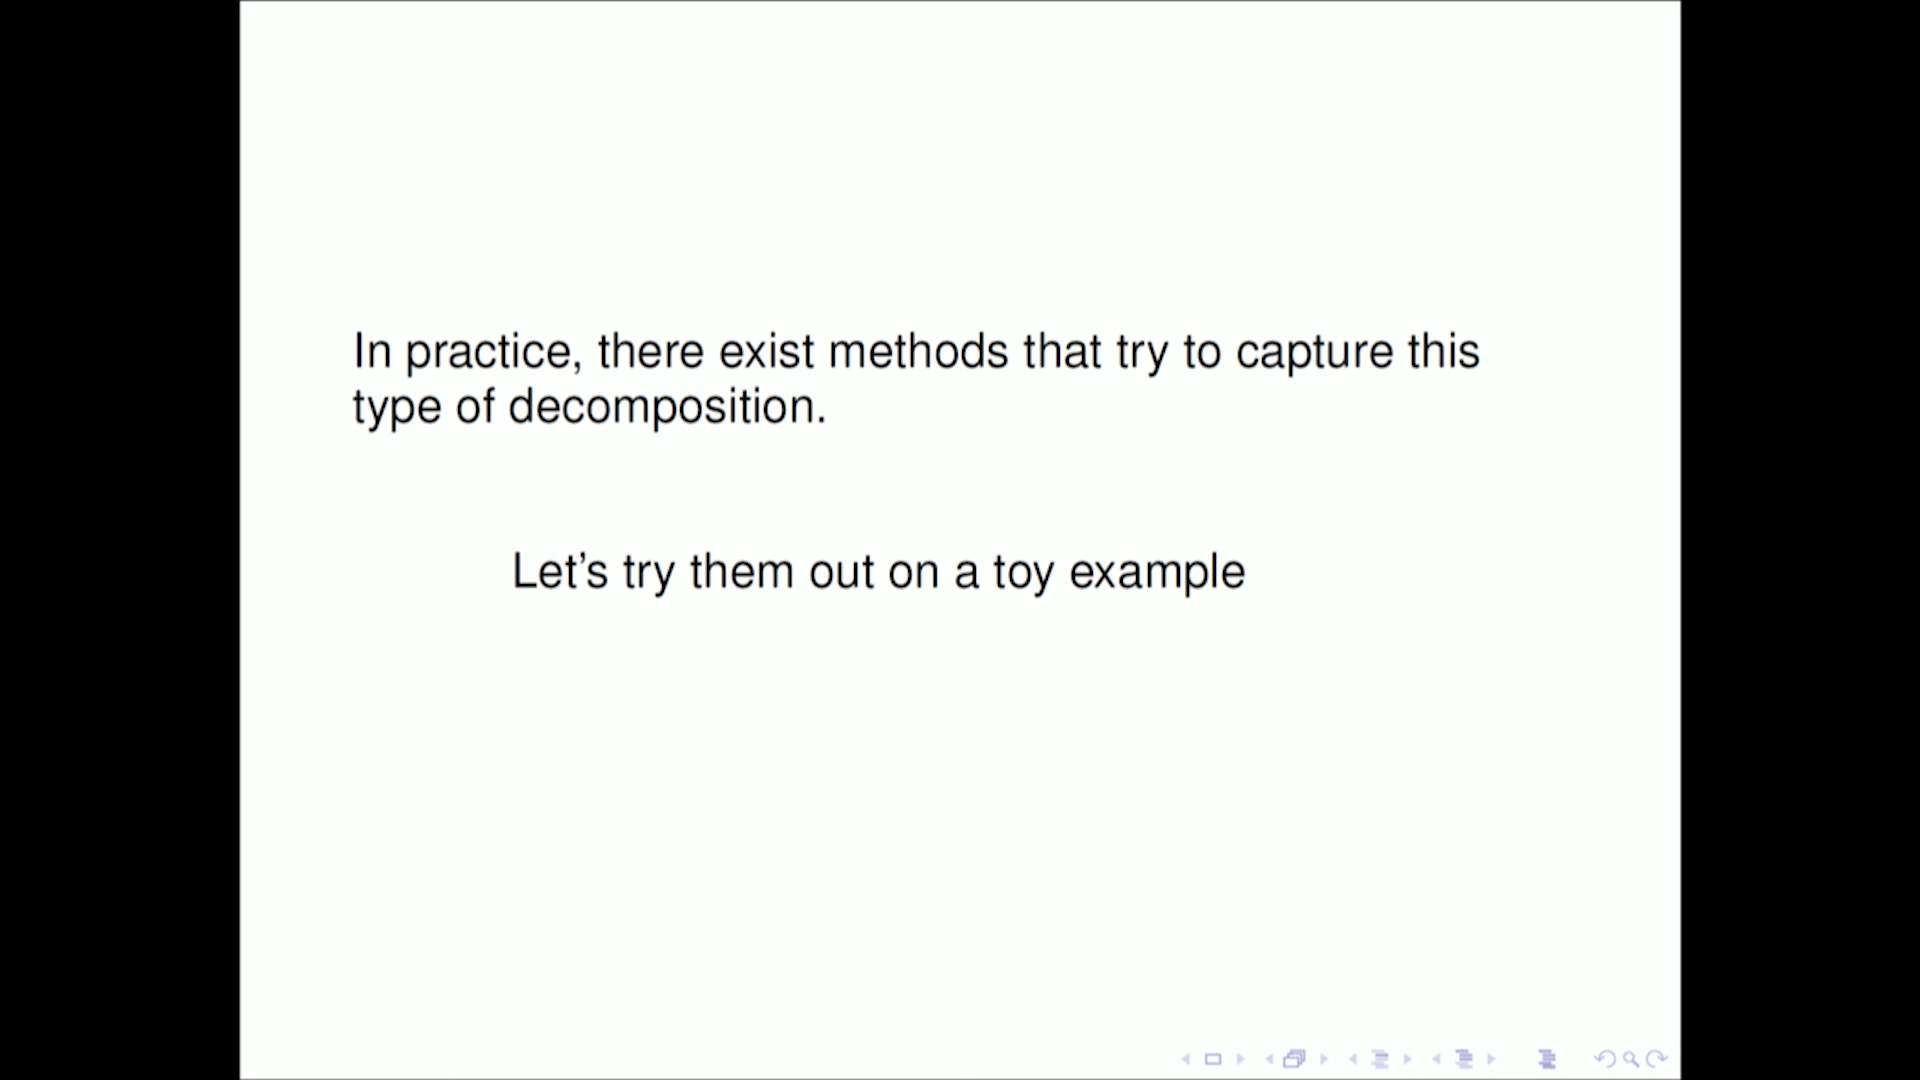 In practice, there exist methods that try to capture this
type of decomposition.
Let’s try them out on a toy example